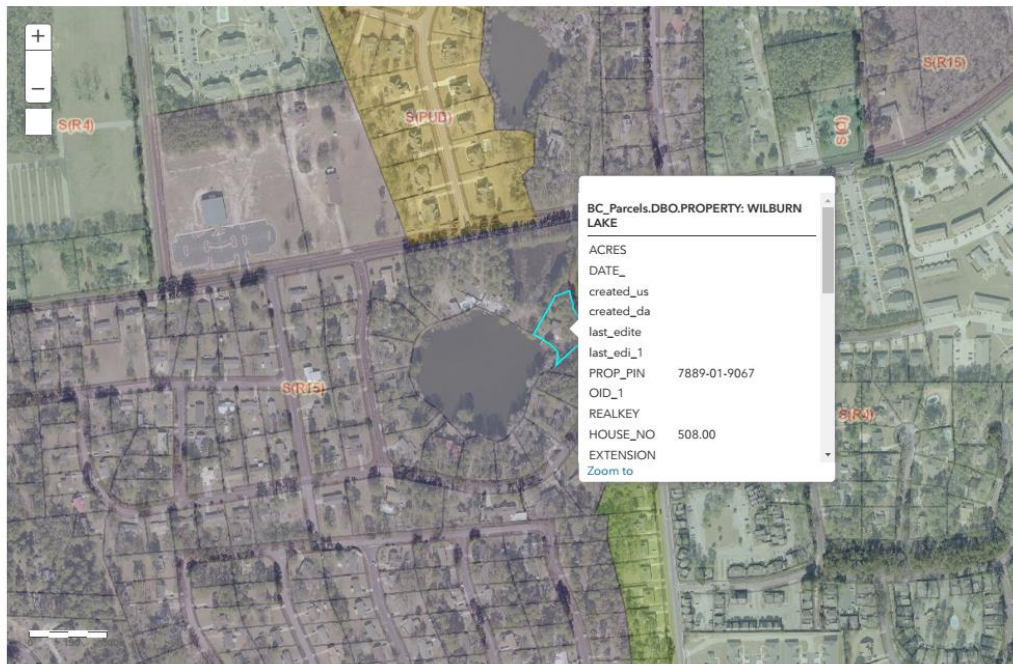 +
−
S(R4)
S(PUD)
S(O)
S(R15)
BC_Parcels.DBO.PROPERTY: WILBURN
LAKE
ACRES
DATE_
created_us
created_da
last_edite
last_edi_1
PROP_PIN 7889-01-9067
OID_1
REALKEY
HOUSE_NO 508.00
EXTENSION
Zoom to
S(R15)
S(R4)